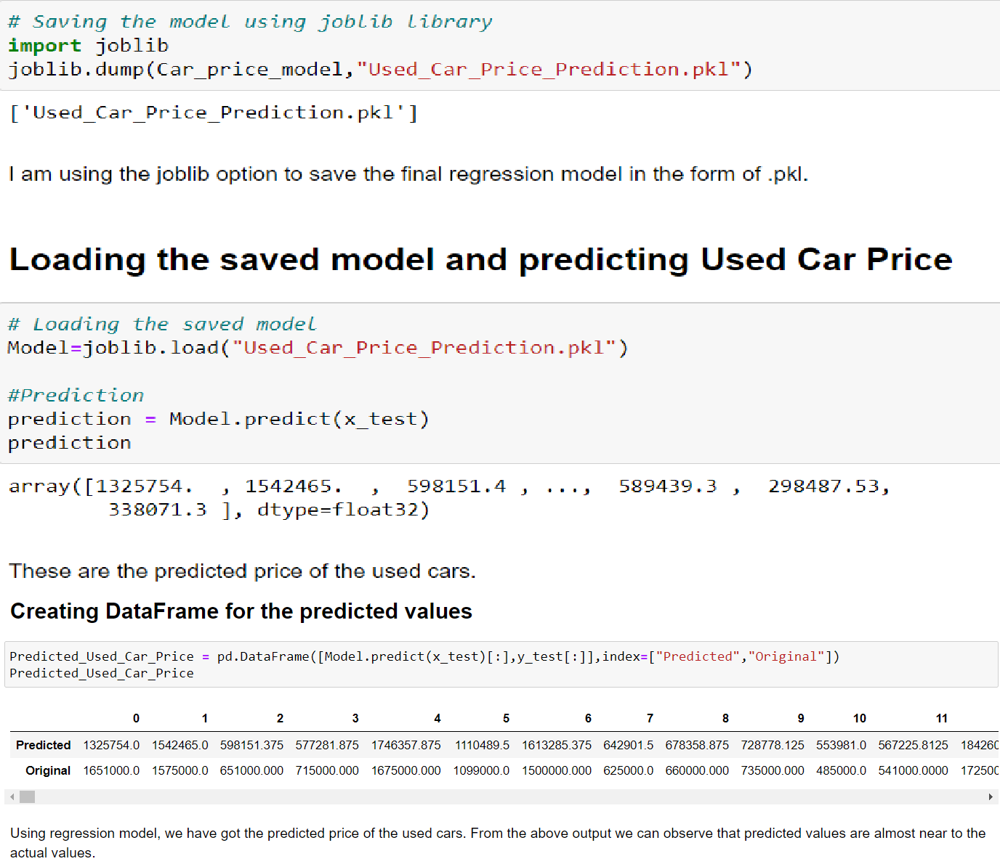 # Saving the model using joblib library
import joblib
joblib.dump(Car_price_model,"Used_Car_Price_Prediction.pkl")
['Used_Car_Price_Prediction.pkl']
I am using the joblib option to save the final regression model in the form of .pkl.
Loading the saved model and predicting Used Car Price
# Loading the saved model
Model=joblib.load("Used_Car_Price_Prediction.pkl")
#Prediction
prediction = Model.predict(x_test)
prediction
array([1325754.  , 1542465.  ,  598151.4 , ...,  589439.3 ,  298487.53,
        338071.3 ], dtype=float32)
These are the predicted price of the used cars.
Creating DataFrame for the predicted values
Predicted_Used_Car_Price = pd.DataFrame([Model.predict(x_test)[:],y_test[:]],index=["Predicted","Original"])
Predicted_Used_Car_Price
0 1 2 3 4 5 6 7 8 9 10 11
Predicted 1325754.0 1542465.0 598151.375 577281.875 1746357.875 1110489.5 1613285.375 642901.5 678358.875 728778.125 553981.0 567225.8125 184260
Original 1651000.0 1575000.0 651000.000 715000.000 1675000.000 1099000.0 1500000.000 625000.0 660000.000 735000.000 485000.0 541000.0000 172500
Using regression model, we have got the predicted price of the used cars. From the above output we can observe that predicted values are almost near to the
actual values.